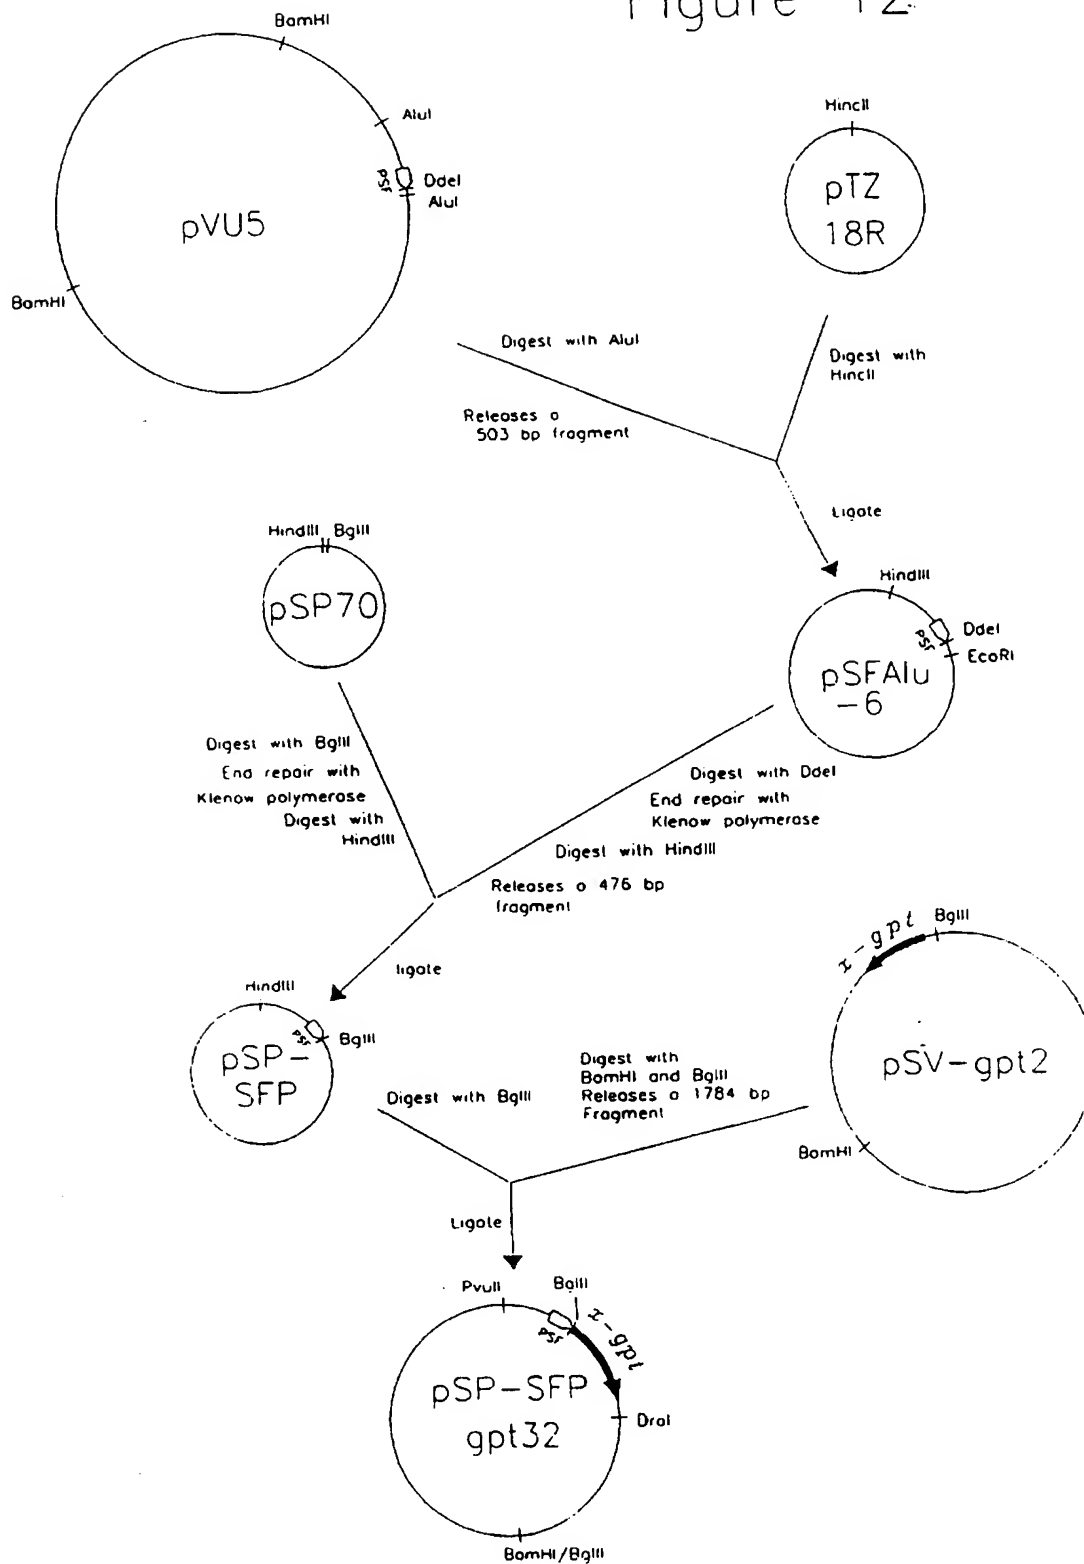 Figure 12
BamHI
AluI
PSF
DdeI
AluI
pVU5
BamHI
HincII
pTZ
18R
Digest with AluI
Releases a
503 bp fragment
Digest with
HincII
Ligate
HindIII BglII
pSP70
HindIII
PSF
DdeI
EcoRI
pSFAlu
-6
Digest with BglII
End repair with
Klenow polymerase
Digest with
HindIII
Digest with DdeI
End repair with
Klenow polymerase
Digest with HindIII
Releases a 476 bp
fragment
ligate
HindIII
PSF
BglII
pSP-
SFP
x-gpt
BglII
pSV-gpt2
BamHI
Digest with BglII
Digest with
BamHI and BglII
Releases a 1784 bp
Fragment
Ligate
PvuII
BglII
PSF
x-gpt
pSP-SFP
gpt32
DraI
BamHI/BglII